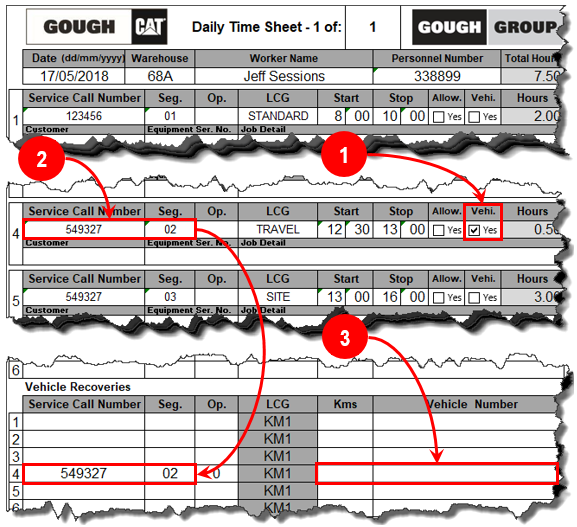 GOUGH CAT Daily Time Sheet - 1 of: 1 GOUGH GROUP
Date (dd/mm/yyyy) Warehouse Worker Name Personnel Number Total Hours
17/05/2018 68A Jeff Sessions 338899 7.50
Service Call Number Seg. Op. LCG Start Stop Allow. Vehi. Hours
1 123456 01 STANDARD 8 00 10 00 Yes Yes 2.00
Customer Equipment Ser. No. Job Detail
2
1
Service Call Number Seg. Op. LCG Start Stop Allow. Vehi. Hours
4 549327 02 TRAVEL 12 30 13 00 Yes Yes 0.50
Customer Equipment Ser. No. Job Detail
Service Call Number Seg. Op. LCG Start Stop Allow. Vehi. Hours
5 549327 03 SITE 13 00 16 00 Yes Yes 3.00
Customer Equipment Ser. No. Job Detail
3
6
Vehicle Recoveries
Service Call Number Seg. Op. LCG Kms Vehicle Number
1 KM1
2 KM1
3 KM1
4 549327 02 0 KM1
5 KM1
6 KM1